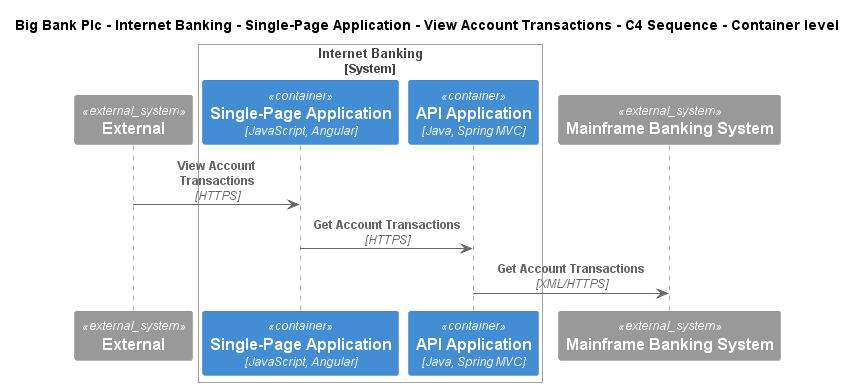 Big Bank Plc - Internet Banking - Single-Page Application - View Account Transactions - C4 Sequence - Container level
Internet Banking
[System]
«external_system»
External
«container»
Single-Page Application
[JavaScript, Angular]
«container»
API Application
[Java, Spring MVC]
«external_system»
Mainframe Banking System
View Account
Transactions
[HTTPS]
Get Account Transactions
[HTTPS]
Get Account Transactions
[XML/HTTPS]
«external_system»
External
«container»
Single-Page Application
[JavaScript, Angular]
«container»
API Application
[Java, Spring MVC]
«external_system»
Mainframe Banking System